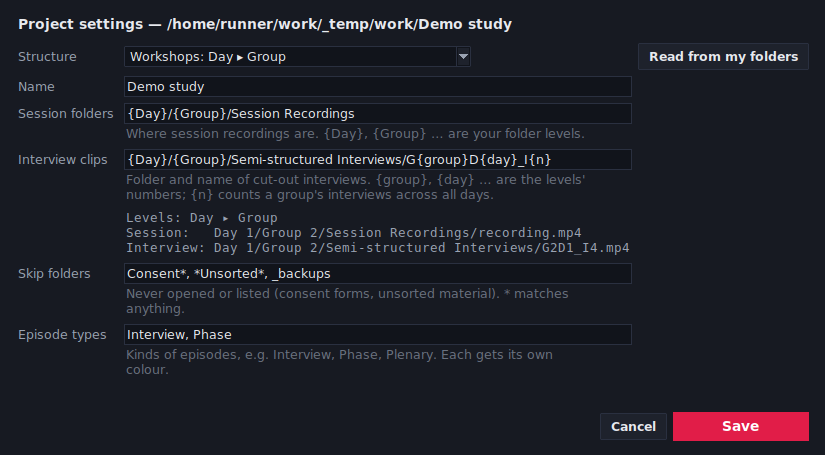 Project settings — /home/runner/work/_temp/work/Demo study
Structure
Workshops: Day ▸ Group
Read from my folders
Name
Demo study
Session folders
{Day}/{Group}/Session Recordings
Where session recordings are. {Day}, {Group} ... are your folder levels.
Interview clips
{Day}/{Group}/Semi-structured Interviews/G{group}D{day}_I{n}
Folder and name of cut-out interviews. {group}, {day} ... are the levels'
numbers; {n} counts a group's interviews across all days.
Levels: Day ▸ Group
Session:   Day 1/Group 2/Session Recordings/recording.mp4
Interview: Day 1/Group 2/Semi-structured Interviews/G2D1_I4.mp4
Skip folders
Consent*, *Unsorted*, _backups
Never opened or listed (consent forms, unsorted material). * matches
anything.
Episode types
Interview, Phase
Kinds of episodes, e.g. Interview, Phase, Plenary. Each gets its own
colour.
Cancel
Save